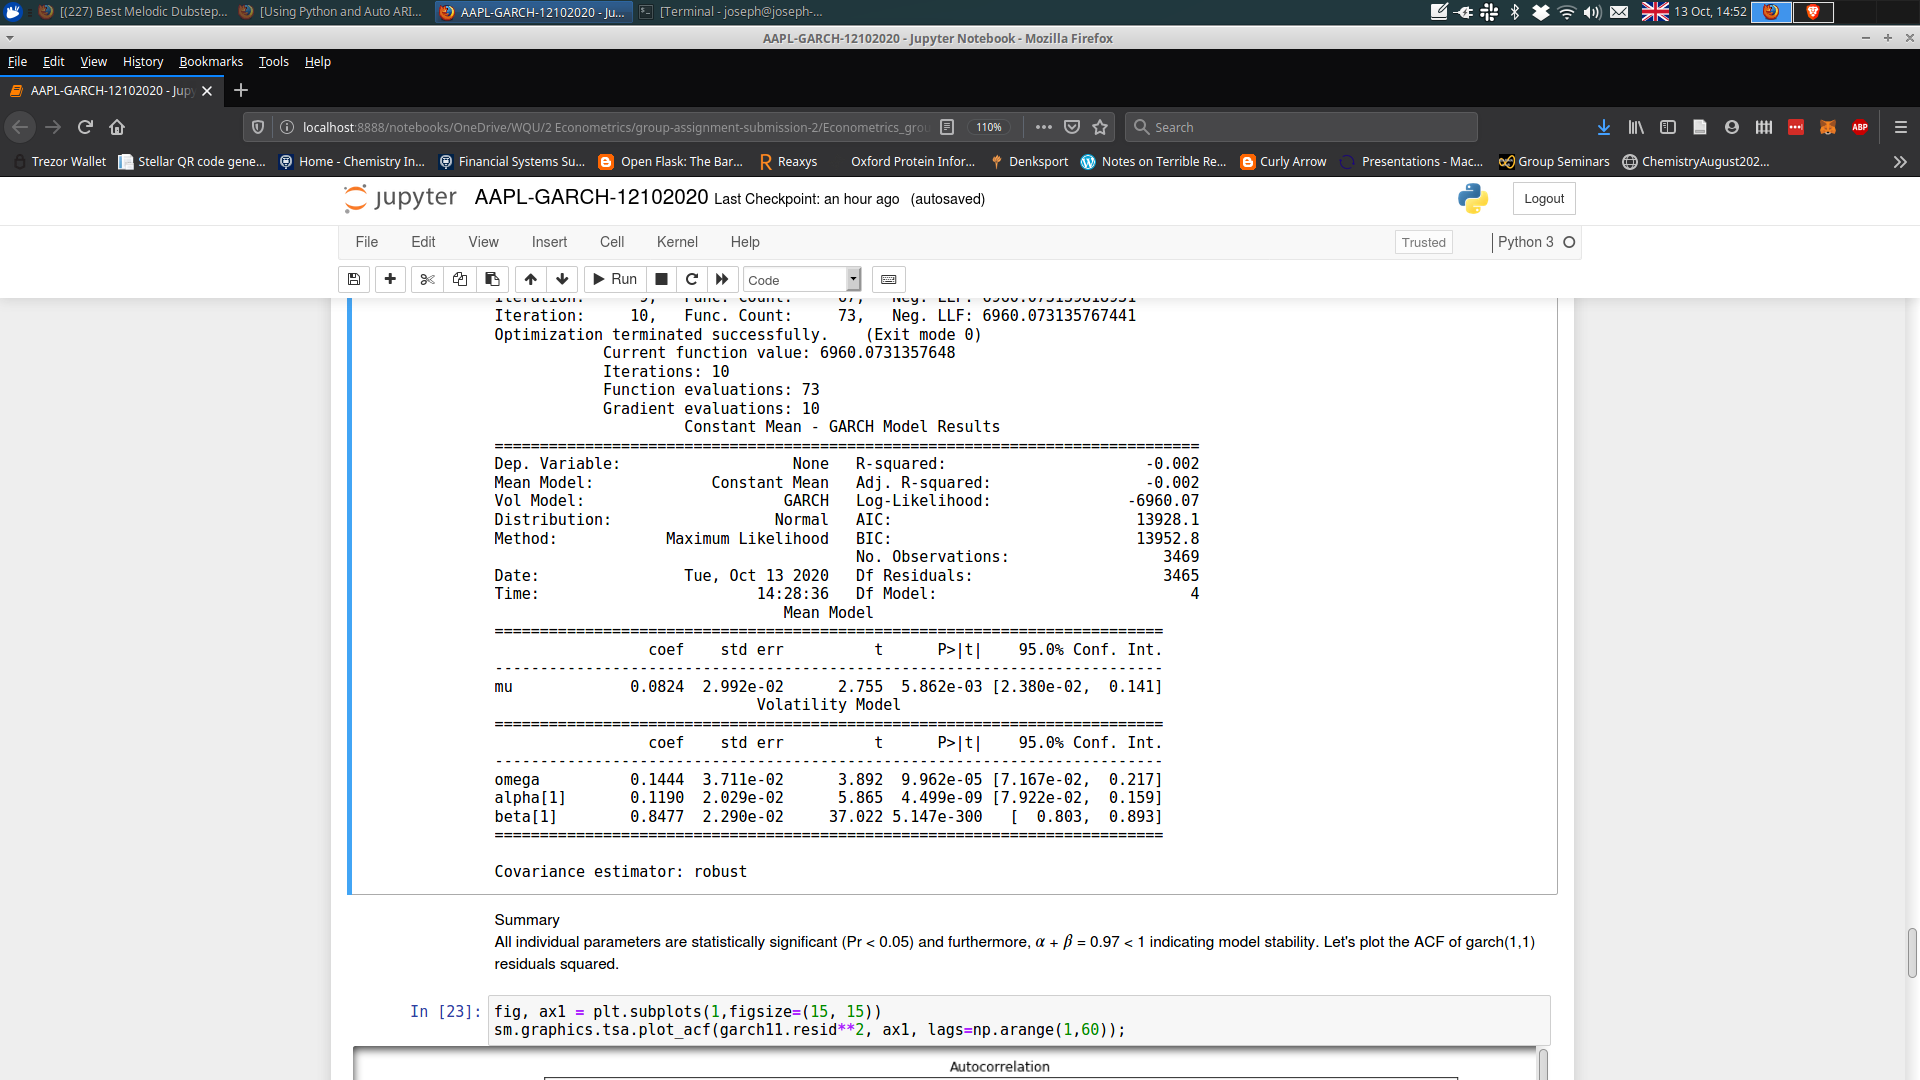 [(227) Best Melodic Dubstep... [Using Python and Auto ARI... AAPL-GARCH-12102020 - Ju... [Terminal - joseph@joseph-... 13 Oct, 14:52
AAPL-GARCH-12102020 - Jupyter Notebook - Mozilla Firefox
File Edit View History Bookmarks Tools Help
AAPL-GARCH-12102020 - Jup
localhost:8888/notebooks/OneDrive/WQU/2 Econometrics/group-assignment-submission-2/Econometrics_grou 110% Search ABP
Trezor Wallet Stellar QR code gene... Home - Chemistry In... Financial Systems Su... Open Flask: The Bar... Reaxys Oxford Protein Infor... Denksport Notes on Terrible Re... Curly Arrow Presentations - Mac... Group Seminars ChemistryAugust202...
jupyter AAPL-GARCH-12102020 Last Checkpoint: an hour ago (autosaved) Logout
File Edit View Insert Cell Kernel Help Trusted Python 3
Run Code
Iteration: 9, Func. Count: 67, Neg. LLF:
Iteration: 10, Func. Count: 73, Neg. LLF: 6960.073135767441
Optimization terminated successfully. (Exit mode 0)
Current function value: 6960.0731357648
Iterations: 10
Function evaluations: 73
Gradient evaluations: 10
Constant Mean - GARCH Model Results
==============================================================================
Dep. Variable: None R-squared: -0.002
Mean Model: Constant Mean Adj. R-squared: -0.002
Vol Model: GARCH Log-Likelihood: -6960.07
Distribution: Normal AIC: 13928.1
Method: Maximum Likelihood BIC: 13952.8
No. Observations: 3469
Date: Tue, Oct 13 2020 Df Residuals: 3465
Time: 14:28:36 Df Model: 4
Mean Model
==========================================================================
coef std err t P>|t| 95.0% Conf. Int.
--------------------------------------------------------------------------
mu 0.0824 2.992e-02 2.755 5.862e-03 [2.380e-02, 0.141]
Volatility Model
==========================================================================
coef std err t P>|t| 95.0% Conf. Int.
--------------------------------------------------------------------------
omega 0.1444 3.711e-02 3.892 9.962e-05 [7.167e-02, 0.217]
alpha[1] 0.1190 2.029e-02 5.865 4.499e-09 [7.922e-02, 0.159]
beta[1] 0.8477 2.290e-02 37.022 5.147e-300 [ 0.803, 0.893]
==========================================================================
Covariance estimator: robust
Summary
All individual parameters are statistically significant (Pr < 0.05) and furthermore, α + β = 0.97 < 1 indicating model stability. Let's plot the ACF of garch(1,1)
residuals squared.
In [23]: fig, ax1 = plt.subplots(1,figsize=(15, 15))
sm.graphics.tsa.plot_acf(garch11.resid**2, ax1, lags=np.arange(1,60));
Autocorrelation